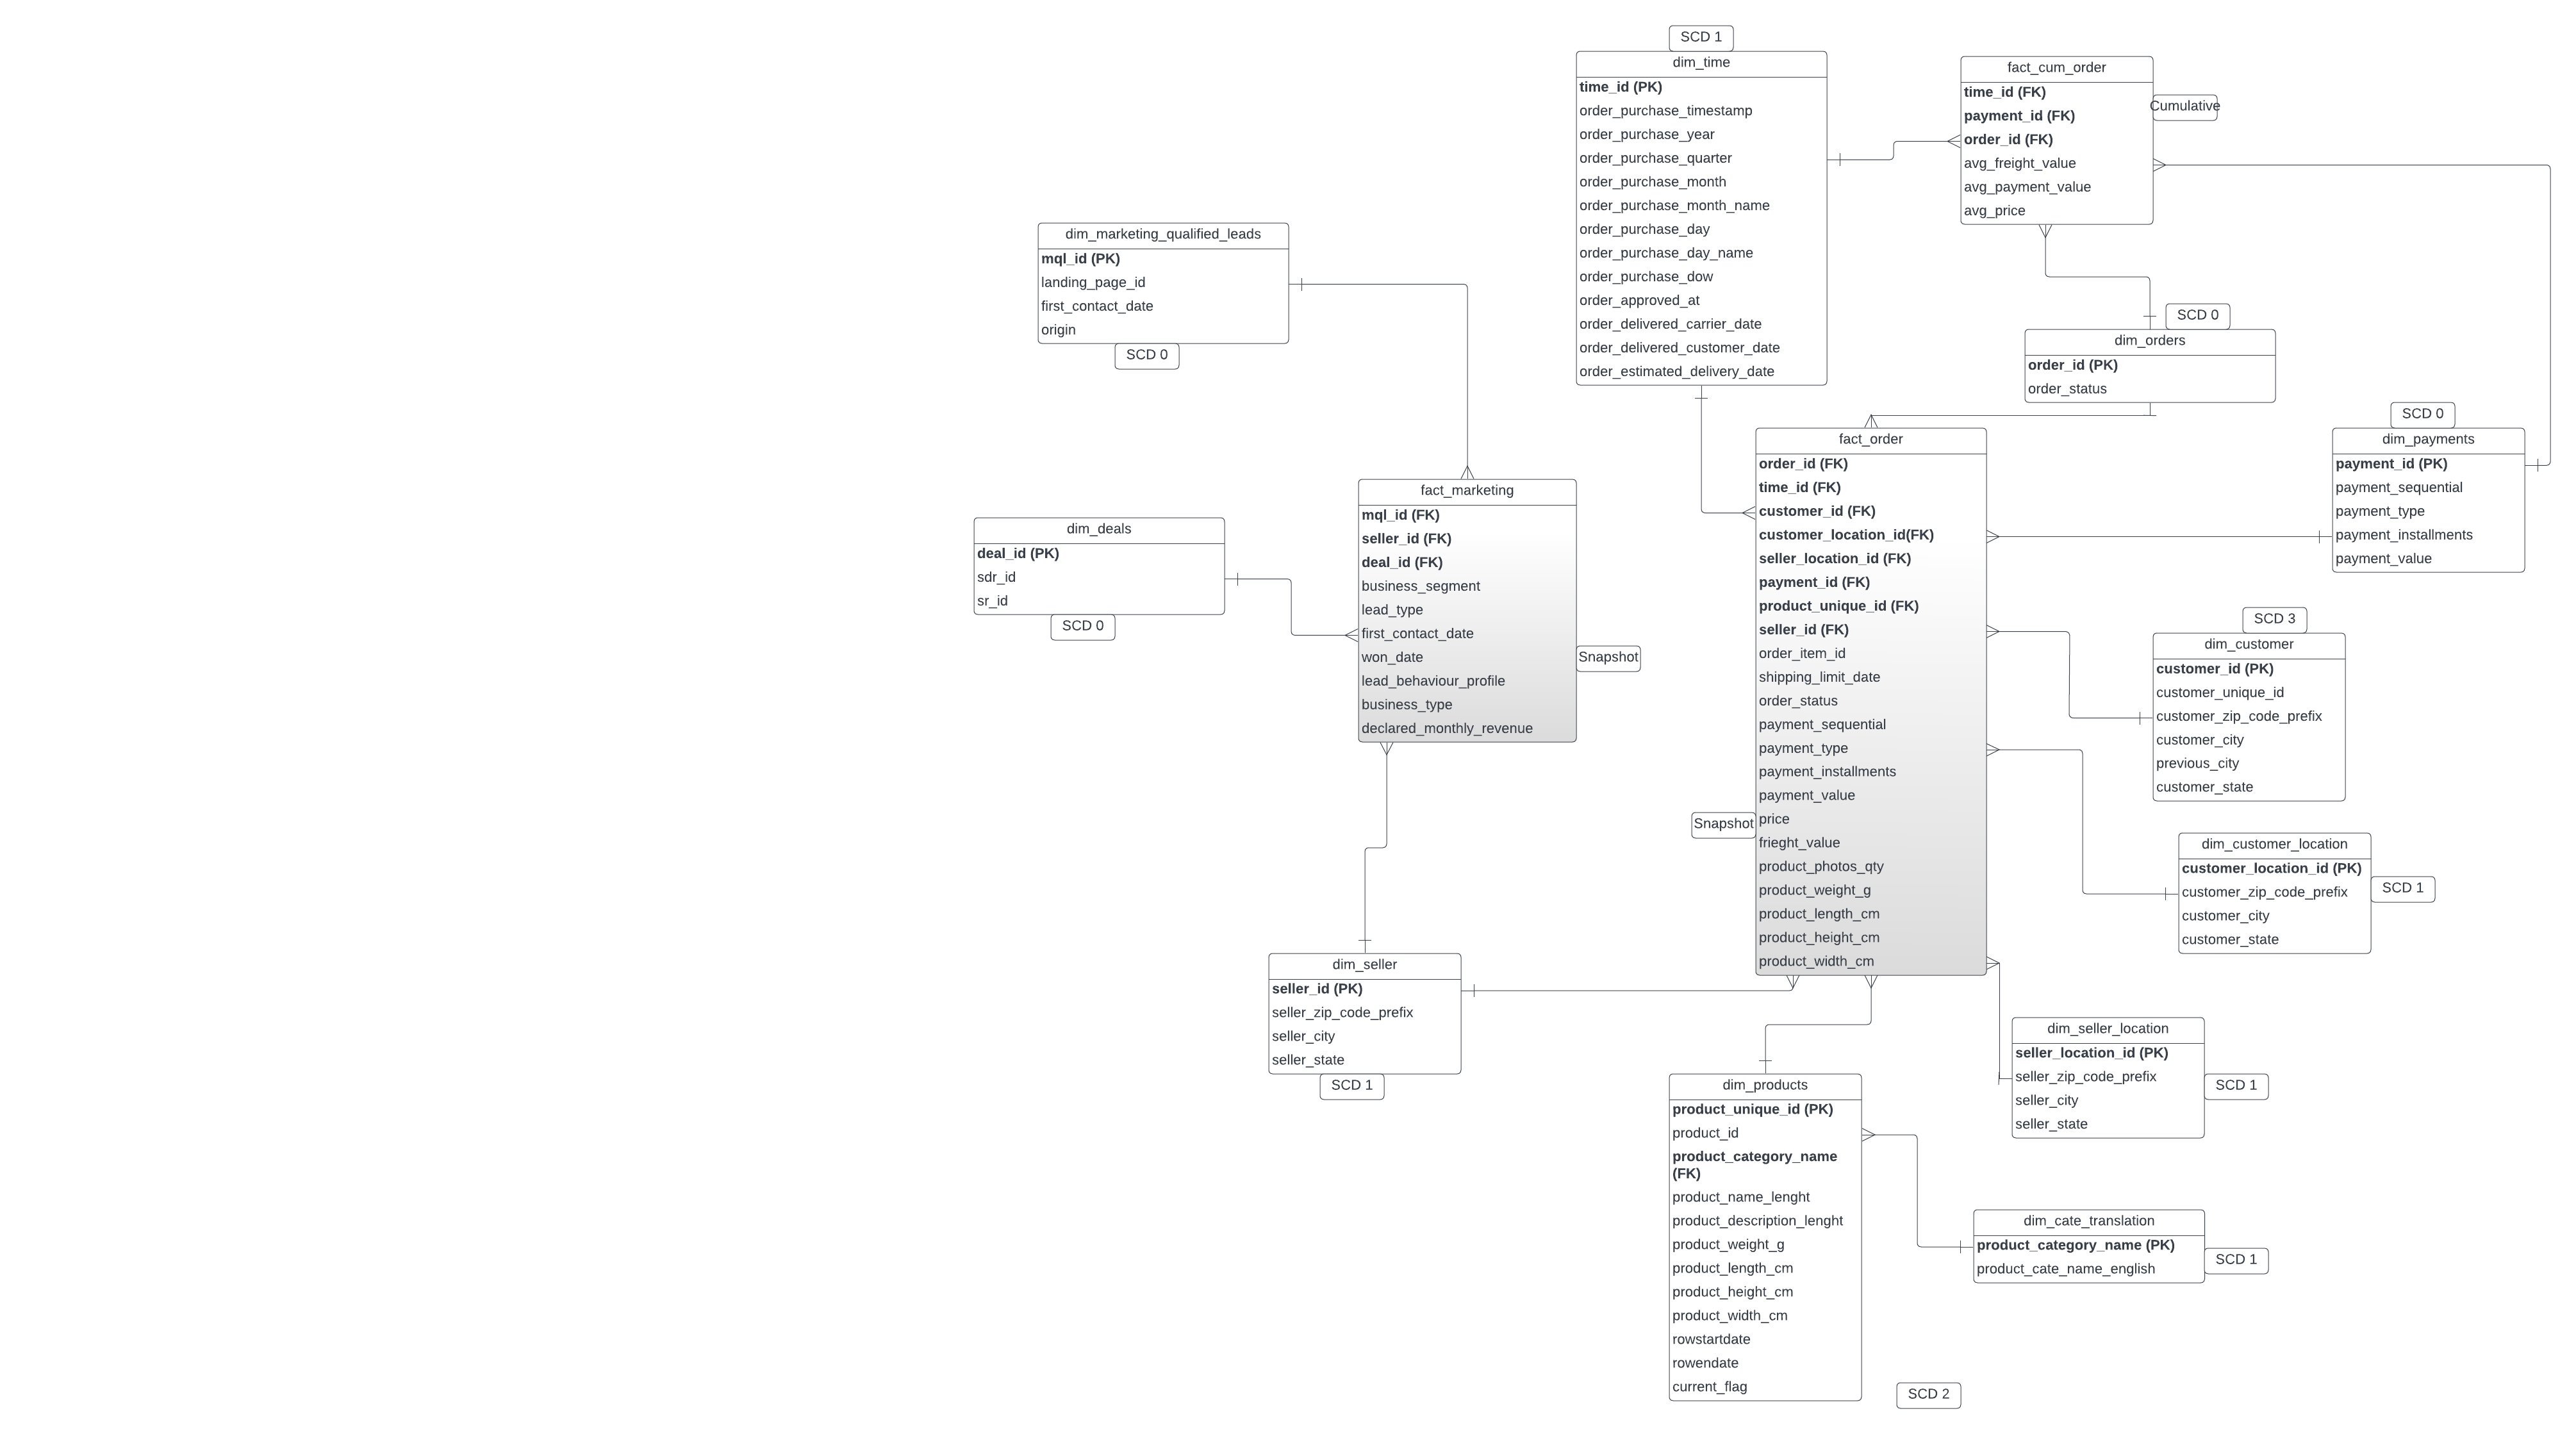 SCD 1
dim_time
time_id (PK)
order_purchase_timestamp
order_purchase_year
order_purchase_quarter
order_purchase_month
order_purchase_month_name
order_purchase_day
order_purchase_day_name
order_purchase_dow
order_approved_at
order_delivered_carrier_date
order_delivered_customer_date
order_estimated_delivery_date
fact_cum_order
time_id (FK)
payment_id (FK)
order_id (FK)
avg_freight_value
avg_payment_value
avg_price
Cumulative
dim_marketing_qualified_leads
mql_id (PK)
landing_page_id
first_contact_date
origin
SCD 0
SCD 0
dim_orders
order_id (PK)
order_status
SCD 0
dim_payments
payment_id (PK)
payment_sequential
payment_type
payment_installments
payment_value
fact_marketing
mql_id (FK)
seller_id (FK)
deal_id (FK)
business_segment
lead_type
first_contact_date
won_date
lead_behaviour_profile
business_type
declared_monthly_revenue
Snapshot
dim_deals
deal_id (PK)
sdr_id
sr_id
SCD 0
fact_order
order_id (FK)
time_id (FK)
customer_id (FK)
customer_location_id(FK)
seller_location_id (FK)
payment_id (FK)
product_unique_id (FK)
seller_id (FK)
order_item_id
shipping_limit_date
order_status
payment_sequential
payment_type
payment_installments
payment_value
price
frieght_value
product_photos_qty
product_weight_g
product_length_cm
product_height_cm
product_width_cm
Snapshot
SCD 3
dim_customer
customer_id (PK)
customer_unique_id
customer_zip_code_prefix
customer_city
previous_city
customer_state
dim_customer_location
customer_location_id (PK)
customer_zip_code_prefix
customer_city
customer_state
SCD 1
dim_seller
seller_id (PK)
seller_zip_code_prefix
seller_city
seller_state
SCD 1
dim_seller_location
seller_location_id (PK)
seller_zip_code_prefix
seller_city
seller_state
SCD 1
dim_products
product_unique_id (PK)
product_id
product_category_name
(FK)
product_name_lenght
product_description_lenght
product_weight_g
product_length_cm
product_height_cm
product_width_cm
rowstartdate
rowendate
current_flag
SCD 2
dim_cate_translation
product_category_name (PK)
product_cate_name_english
SCD 1